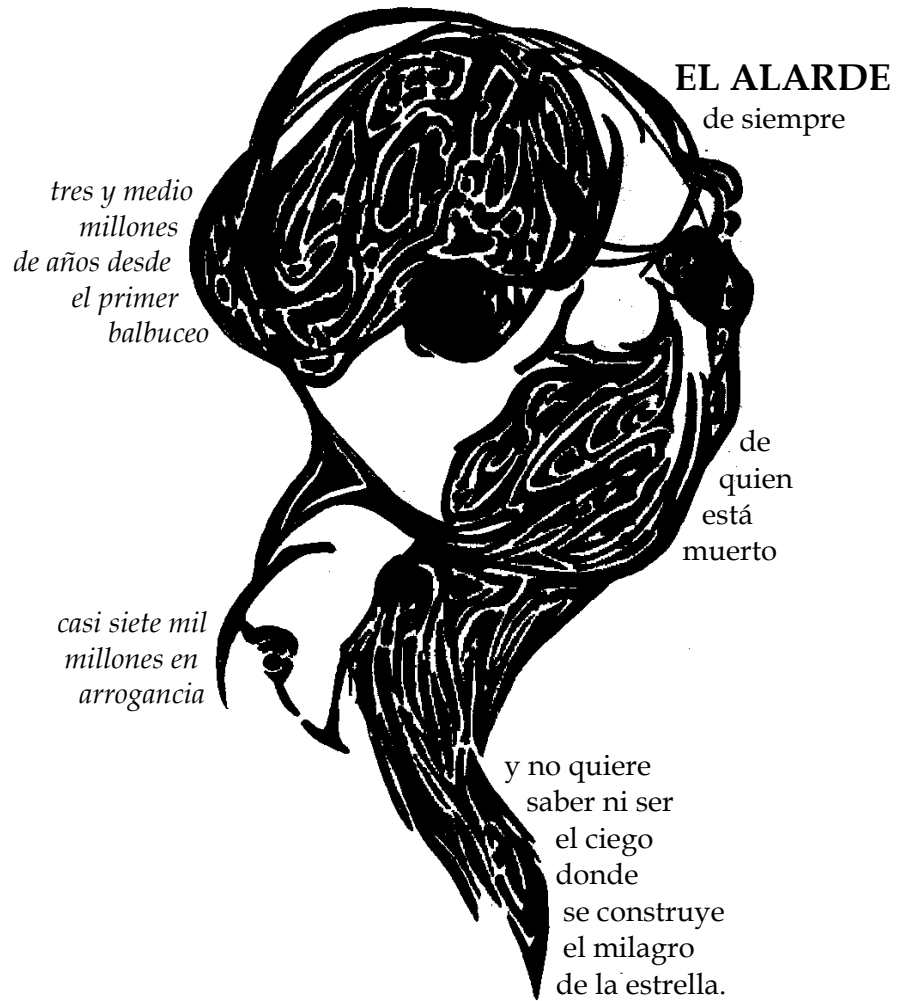 EL ALARDE
de siempre
tres y medio
millones
de años desde
el primer
balbuceo
de
quien
está
muerto
casi siete mil
millones en
arrogancia
y no quiere
saber ni ser
el ciego
donde
se construye
el milagro
de la estrella.